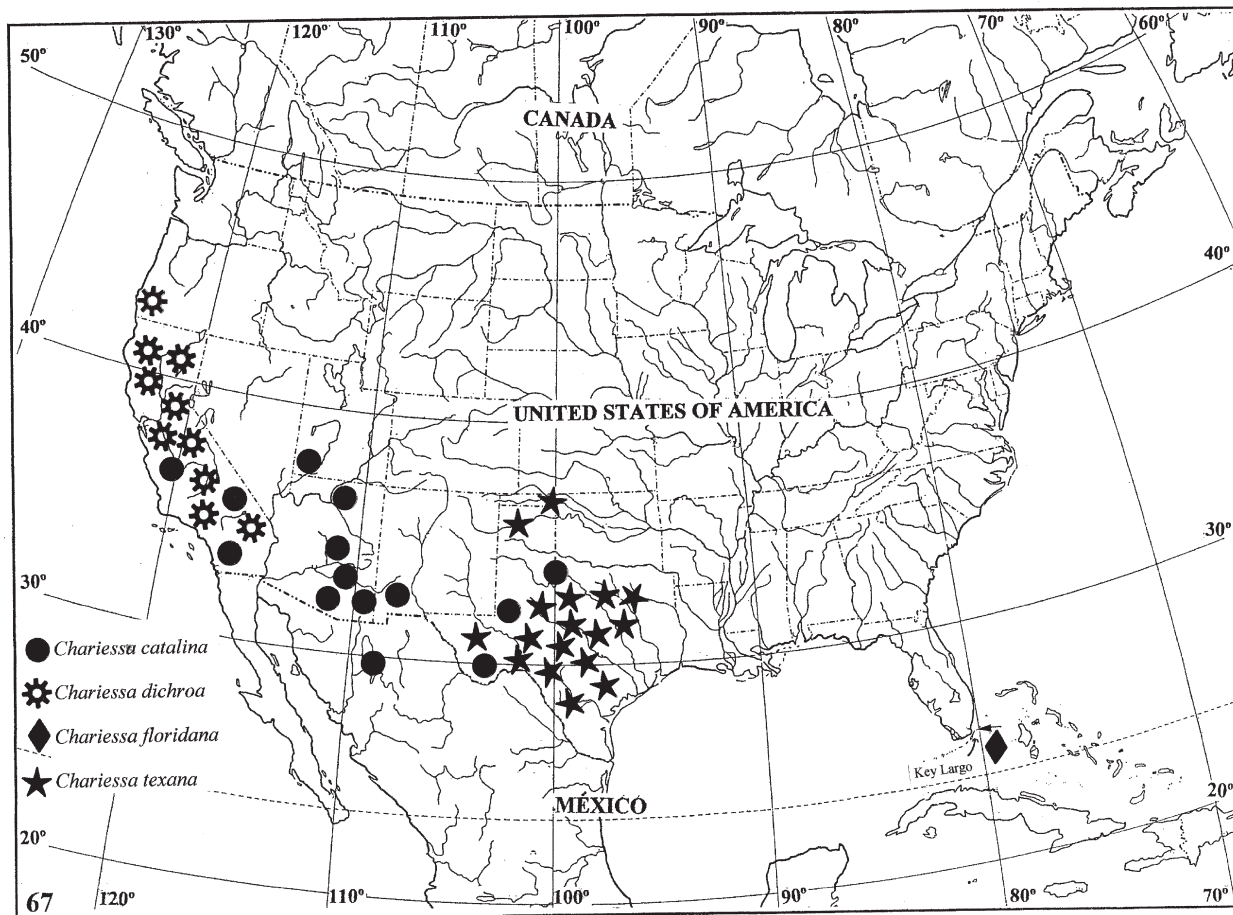 130º 120º 110º 100º 90º 80º 70º 60º
50º
CANADA
40º
40º
UNITED STATES OF AMERICA
30º
30º
Chariessu catalina
Chariessa dichroa
Chariessa floridana
Key Largo
Chariessa texana
MÉXICO
20º
20º
67 120º 110º 100º 90º 80º 70º